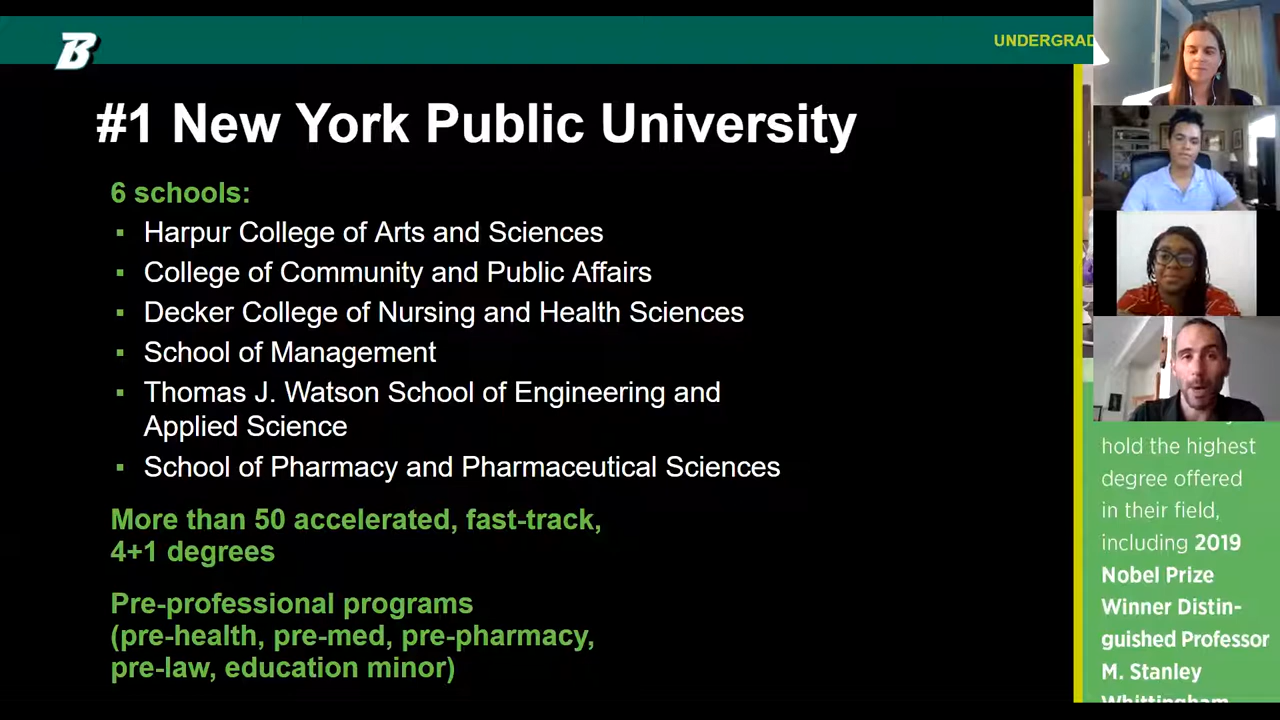 B
UNDERGRAD
#1 New York Public University
6 schools:
▪ Harpur College of Arts and Sciences
▪ College of Community and Public Affairs
▪ Decker College of Nursing and Health Sciences
▪ School of Management
▪ Thomas J. Watson School of Engineering and
Applied Science
▪ School of Pharmacy and Pharmaceutical Sciences
More than 50 accelerated, fast-track,
4+1 degrees
Pre-professional programs
(pre-health, pre-med, pre-pharmacy,
pre-law, education minor)
hold the highest
degree offered
in their field,
including 2019
Nobel Prize
Winner Distin-
guished Professor
M. Stanley
Whittingham